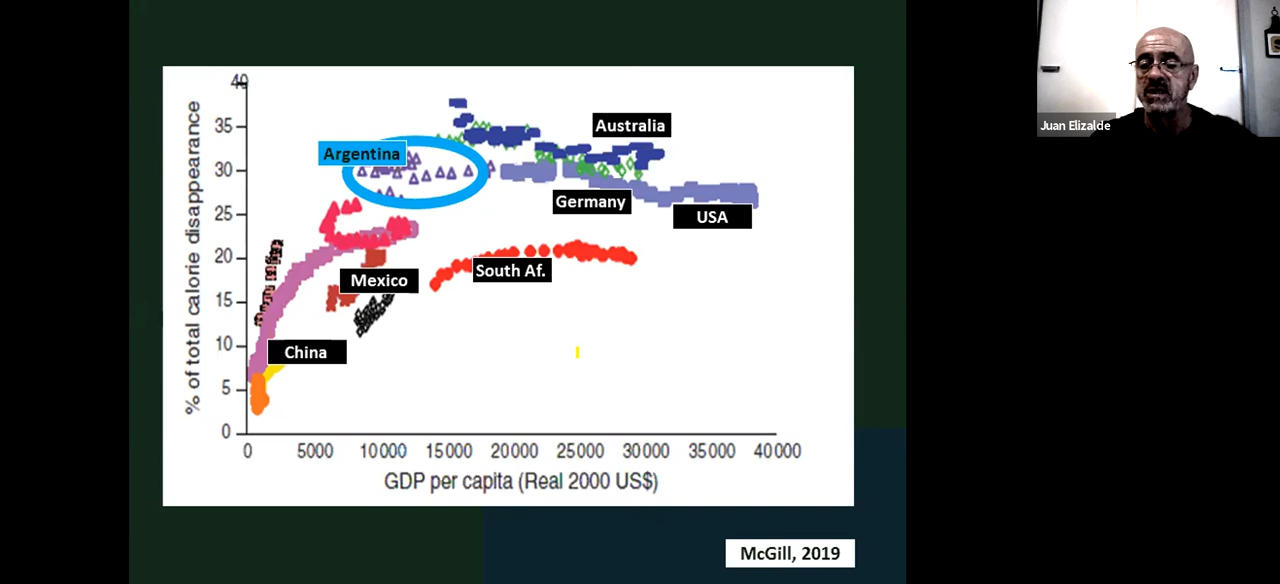 40
35
30
25
20
15
10
5
0
% of total calorie disappearance
Argentina
Australia
Germany
USA
South Af.
Mexico
China
0 5000 10000 15000 20000 25000 30000 35000 40000
GDP per capita (Real 2000 US$)
McGill, 2019
Juan Elizalde